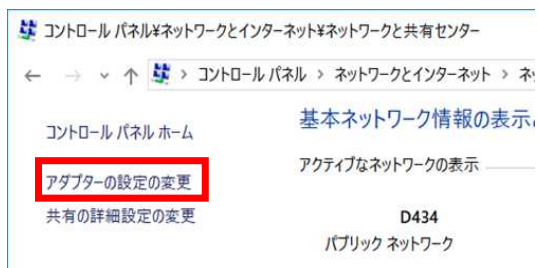 コントロール パネル¥ネットワークとインターネット¥ネットワークと共有センター
コントロール パネル > ネットワークとインターネット >
コントロール パネル ホーム
基本ネットワーク情報の表示
アダプターの設定の変更
アクティブなネットワークの表示
共有の詳細設定の変更
D434
パブリック ネットワーク